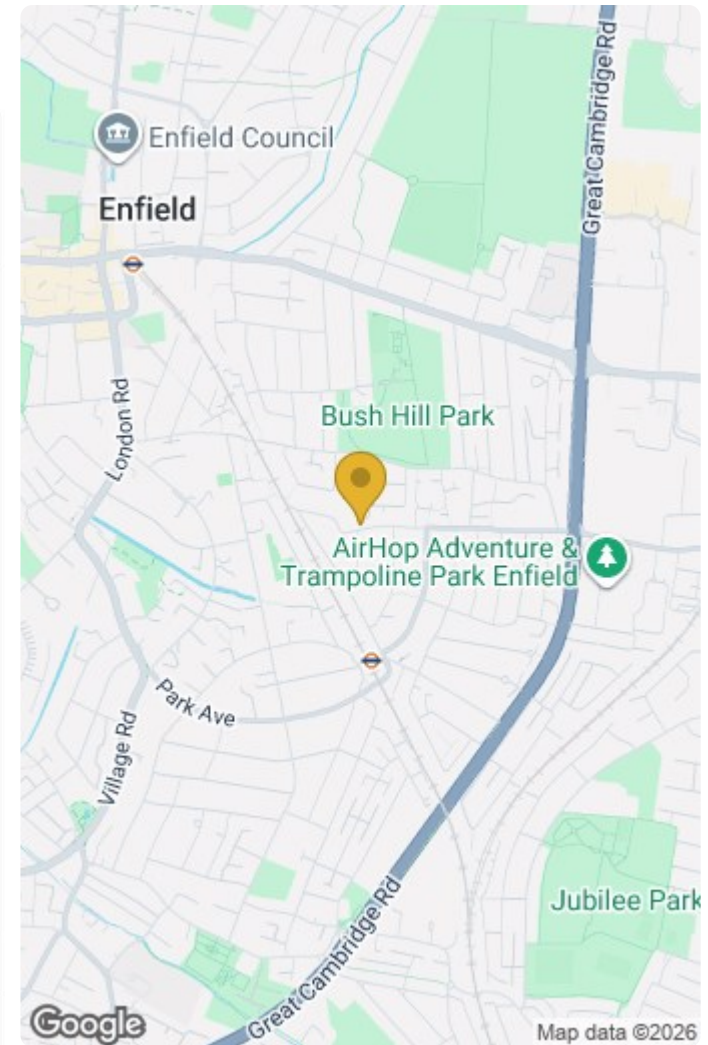 Great Cambridge Rd
Enfield Council
Enfield
London Rd
Bush Hill Park
AirHop Adventure &
Trampoline Park Enfield
Park Ave
Village Rd
Jubilee Park
Great Cambridge Rd
Google
Map data ©2026